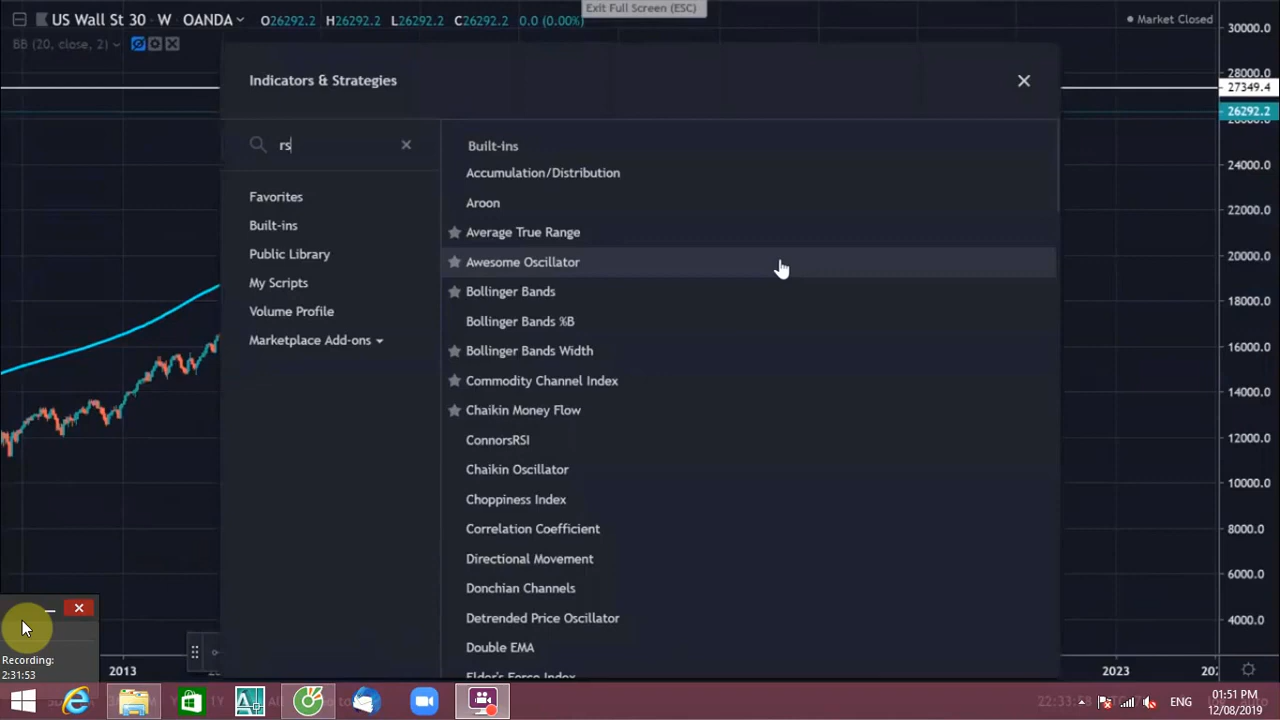 Exit Full Screen (ESC)
US Wall St 30 W OANDA O26292.2 H26292.2 L26292.2 C26292.2 0.0 (0.00%)
Market Closed
BB (20, close, 2)
Indicators & Strategies
rs
Favorites
Built-ins
Public Library
My Scripts
Volume Profile
Marketplace Add-ons
Built-ins
Accumulation/Distribution
Aroon
Average True Range
Awesome Oscillator
Bollinger Bands
Bollinger Bands %B
Bollinger Bands Width
Commodity Channel Index
Chaikin Money Flow
ConnorsRSI
Chaikin Oscillator
Choppiness Index
Correlation Coefficient
Directional Movement
Donchian Channels
Detrended Price Oscillator
Double EMA
Elder's Force Index
30000.0
28000.0
27349.4
26292.2
24000.0
22000.0
20000.0
18000.0
16000.0
14000.0
12000.0
10000.0
8000.0
6000.0
4000.0
Recording:
2:31:53
2013
2023
ENG
01:51 PM
12/08/2019